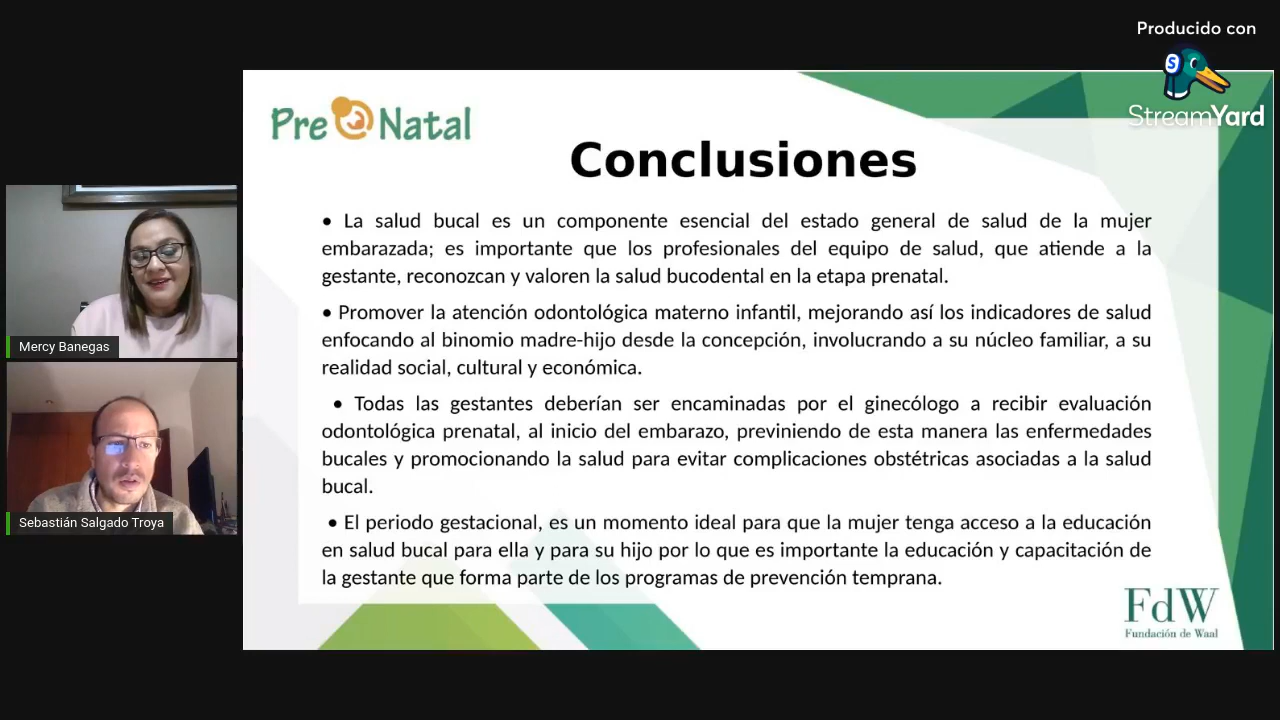 Producido con
StreamYard
Pre Natal
Conclusiones
• La salud bucal es un componente esencial del estado general de salud de la mujer
embarazada; es importante que los profesionales del equipo de salud, que atiende a la
gestante, reconozcan y valoren la salud bucodental en la etapa prenatal.
• Promover la atención odontológica materno infantil, mejorando así los indicadores de salud
enfocando al binomio madre-hijo desde la concepción, involucrando a su núcleo familiar, a su
realidad social, cultural y económica.
• Todas las gestantes deberían ser encaminadas por el ginecólogo a recibir evaluación
odontológica prenatal, al inicio del embarazo, previniendo de esta manera las enfermedades
bucales y promocionando la salud para evitar complicaciones obstétricas asociadas a la salud
bucal.
• El periodo gestacional, es un momento ideal para que la mujer tenga acceso a la educación
en salud bucal para ella y para su hijo por lo que es importante la educación y capacitación de
la gestante que forma parte de los programas de prevención temprana.
Mercy Banegas
Sebastián Salgado Troya
FdW
Fundación de Waal